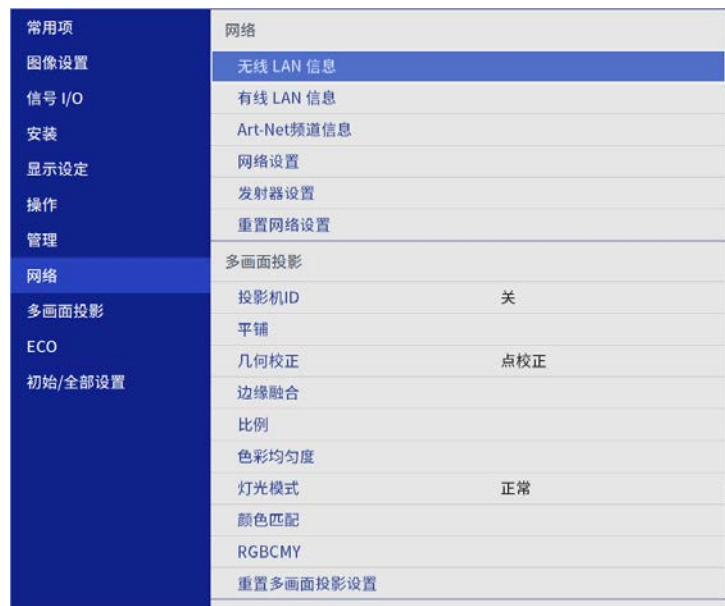 常用项
图像设置
信号 I/O
安装
显示设定
操作
管理
网络
多画面投影
ECO
初始/全部设置
网络
无线 LAN 信息
有线 LAN 信息
Art-Net频道信息
网络设置
发射器设置
重置网络设置
多画面投影
投影机ID 关
平铺
几何校正 点校正
边缘融合
比例
色彩均匀度
灯光模式 正常
颜色匹配
RGBCMY
重置多画面投影设置